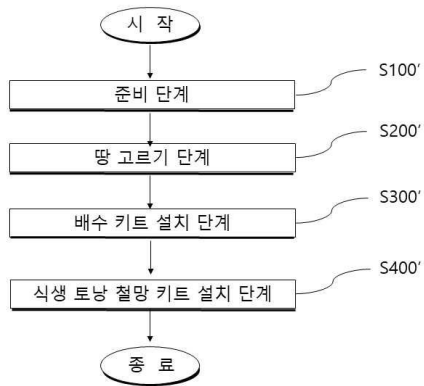 시 작
준비 단계
S100’
땅 고르기 단계
S200’
배수 키트 설치 단계
S300’
식생 토낭 철망 키트 설치 단계
S400’
종 료